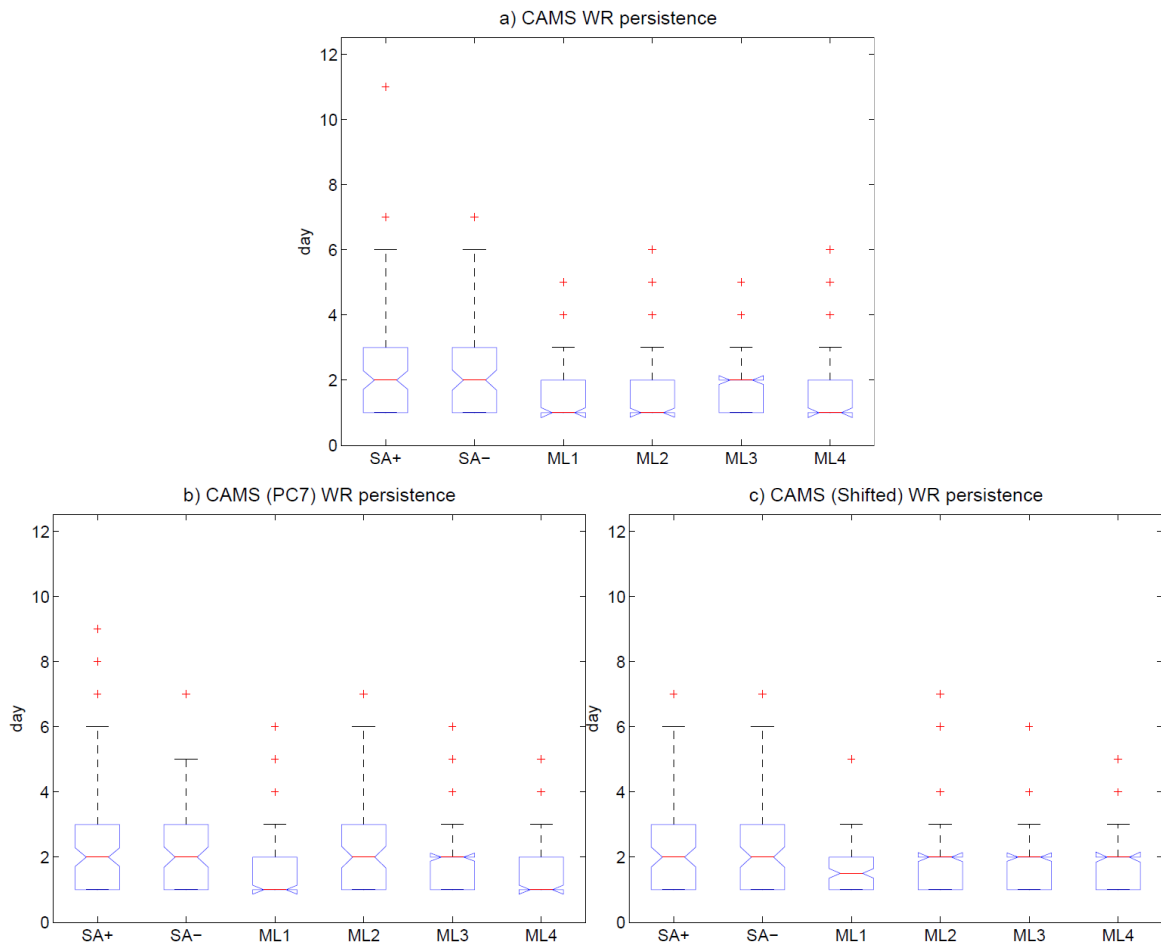 a) CAMS WR persistence
12
10
8
6
4
2
0
day
SA+ SA− ML1 ML2 ML3 ML4
b) CAMS (PC7) WR persistence
12
10
8
6
4
2
0
day
SA+ SA− ML1 ML2 ML3 ML4
c) CAMS (Shifted) WR persistence
12
10
8
6
4
2
0
day
SA+ SA− ML1 ML2 ML3 ML4